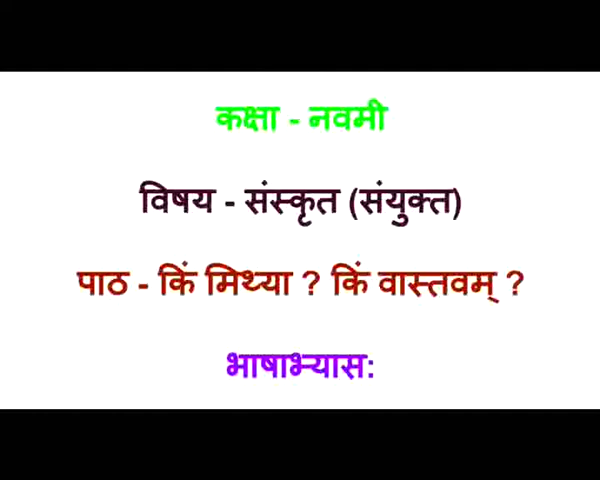 कक्षा - नवमी
विषय - संस्कृत (संयुक्त)
पाठ - किं मिथ्या ? किं वास्तवम् ?
भाषाभ्यास: